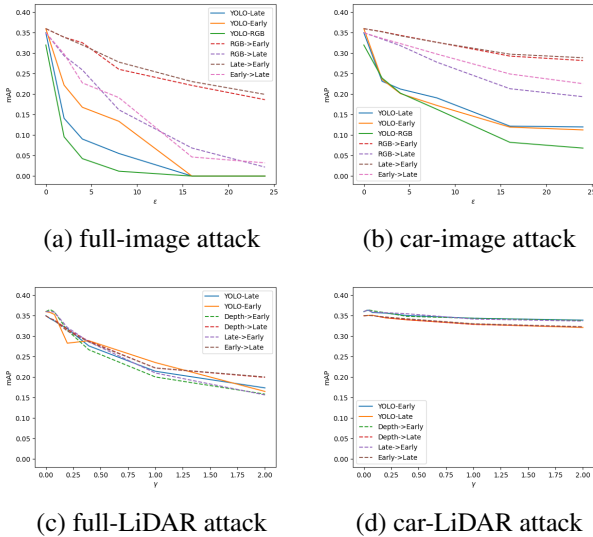 0.40
0.35
0.30
0.25
0.20
0.15
0.10
0.05
0.00
mAP
0 5 10 15 20 25
ε
YOLO-Late
YOLO-Early
YOLO-RGB
RGB->Early
RGB->Late
Late->Early
Early->Late
(a) full-image attack
0.40
0.35
0.30
0.25
0.20
0.15
0.10
0.05
0.00
mAP
0 5 10 15 20
ε
YOLO-Late
YOLO-Early
YOLO-RGB
RGB->Early
RGB->Late
Late->Early
Early->Late
(b) car-image attack
0.40
0.35
0.30
0.25
0.20
0.15
0.10
0.05
0.00
mAP
0.00 0.25 0.50 0.75 1.00 1.25 1.50 1.75 2.00
γ
YOLO-Late
YOLO-Early
Depth->Early
Depth->Late
Late->Early
Early->Late
(c) full-LiDAR attack
0.40
0.35
0.30
0.25
0.20
0.15
0.10
0.05
0.00
mAP
0.00 0.25 0.50 0.75 1.00 1.25 1.50 1.75 2.00
γ
YOLO-Early
YOLO-Late
Depth->Early
Depth->Late
Late->Early
Early->Late
(d) car-LiDAR attack